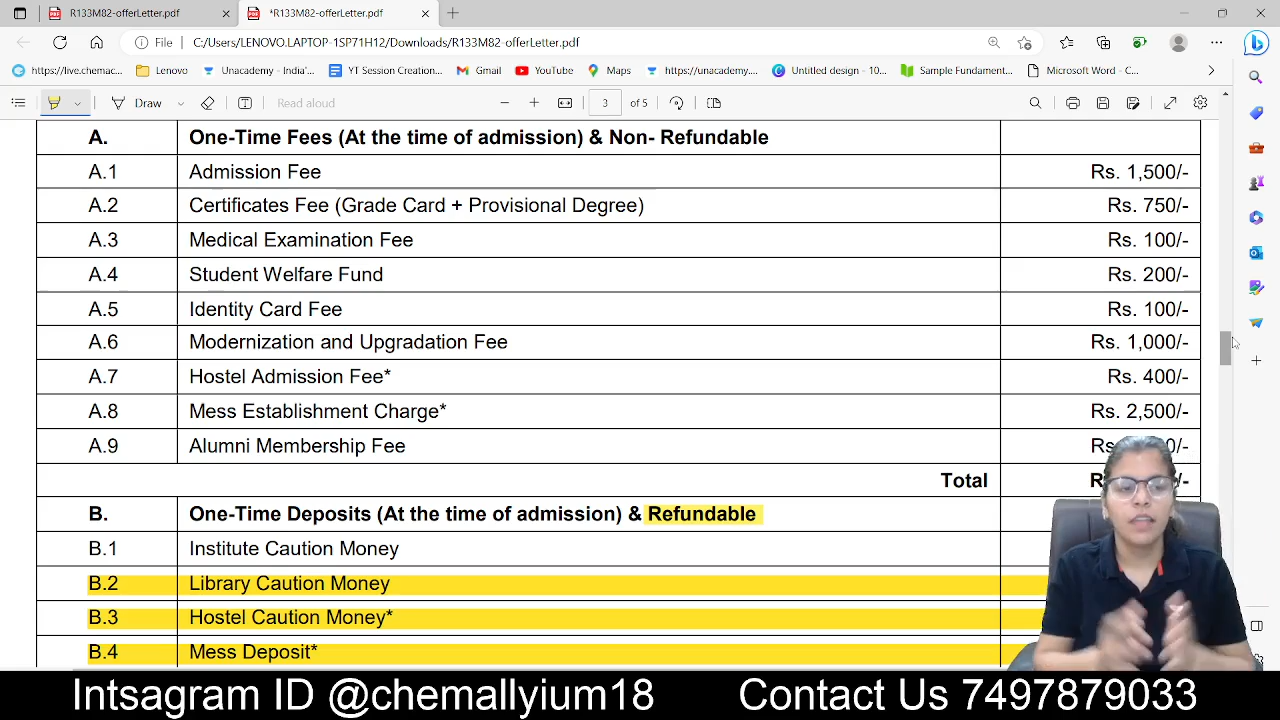 R133M82-offerLetter.pdf
*R133M82-offerLetter.pdf
File C:/Users/LENOVO.LAPTOP-1SP71H12/Downloads/R133M82-offerLetter.pdf
https://live.chemac... Lenovo Unacademy - India'... YT Session Creation... Gmail YouTube Maps https://unacademy.... Untitled design - 10... Sample Fundament... Microsoft Word - C...
Draw Read aloud 3 of 5
A. One-Time Fees (At the time of admission) & Non- Refundable
A.1 Admission Fee Rs. 1,500/-
A.2 Certificates Fee (Grade Card + Provisional Degree) Rs. 750/-
A.3 Medical Examination Fee Rs. 100/-
A.4 Student Welfare Fund Rs. 200/-
A.5 Identity Card Fee Rs. 100/-
A.6 Modernization and Upgradation Fee Rs. 1,000/-
A.7 Hostel Admission Fee* Rs. 400/-
A.8 Mess Establishment Charge* Rs. 2,500/-
A.9 Alumni Membership Fee
Total
B. One-Time Deposits (At the time of admission) & Refundable
B.1 Institute Caution Money
B.2 Library Caution Money
B.3 Hostel Caution Money*
B.4 Mess Deposit*
Intsagram ID @chemallyium18 Contact Us 7497879033